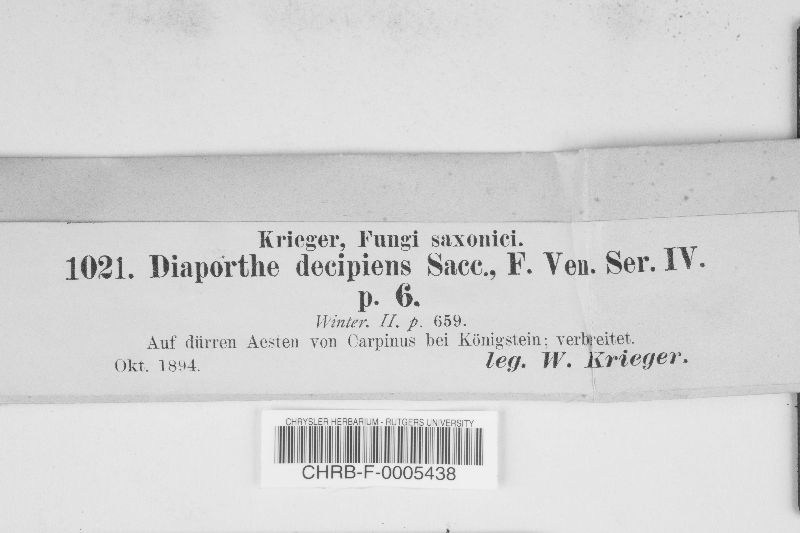 Krieger, Fungi saxonici.
1021. Diaporthe decipiens Sacc., F. Ven. Ser. IV.
p. 6.
Winter. II. p. 659.
Auf dürren Aesten von Carpinus bei Königstein; verbreitet.
Okt. 1894. leg. W. Krieger.
CHRYSLER HERBARIUM - RUTGERS UNIVERSITY
CHRB-F-0005438